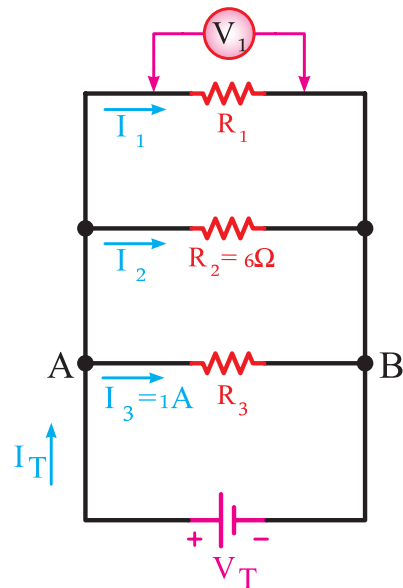 V1
I1
R1
I2
R2 = 6Ω
A
B
I3 = 1A
R3
IT
+ −
VT